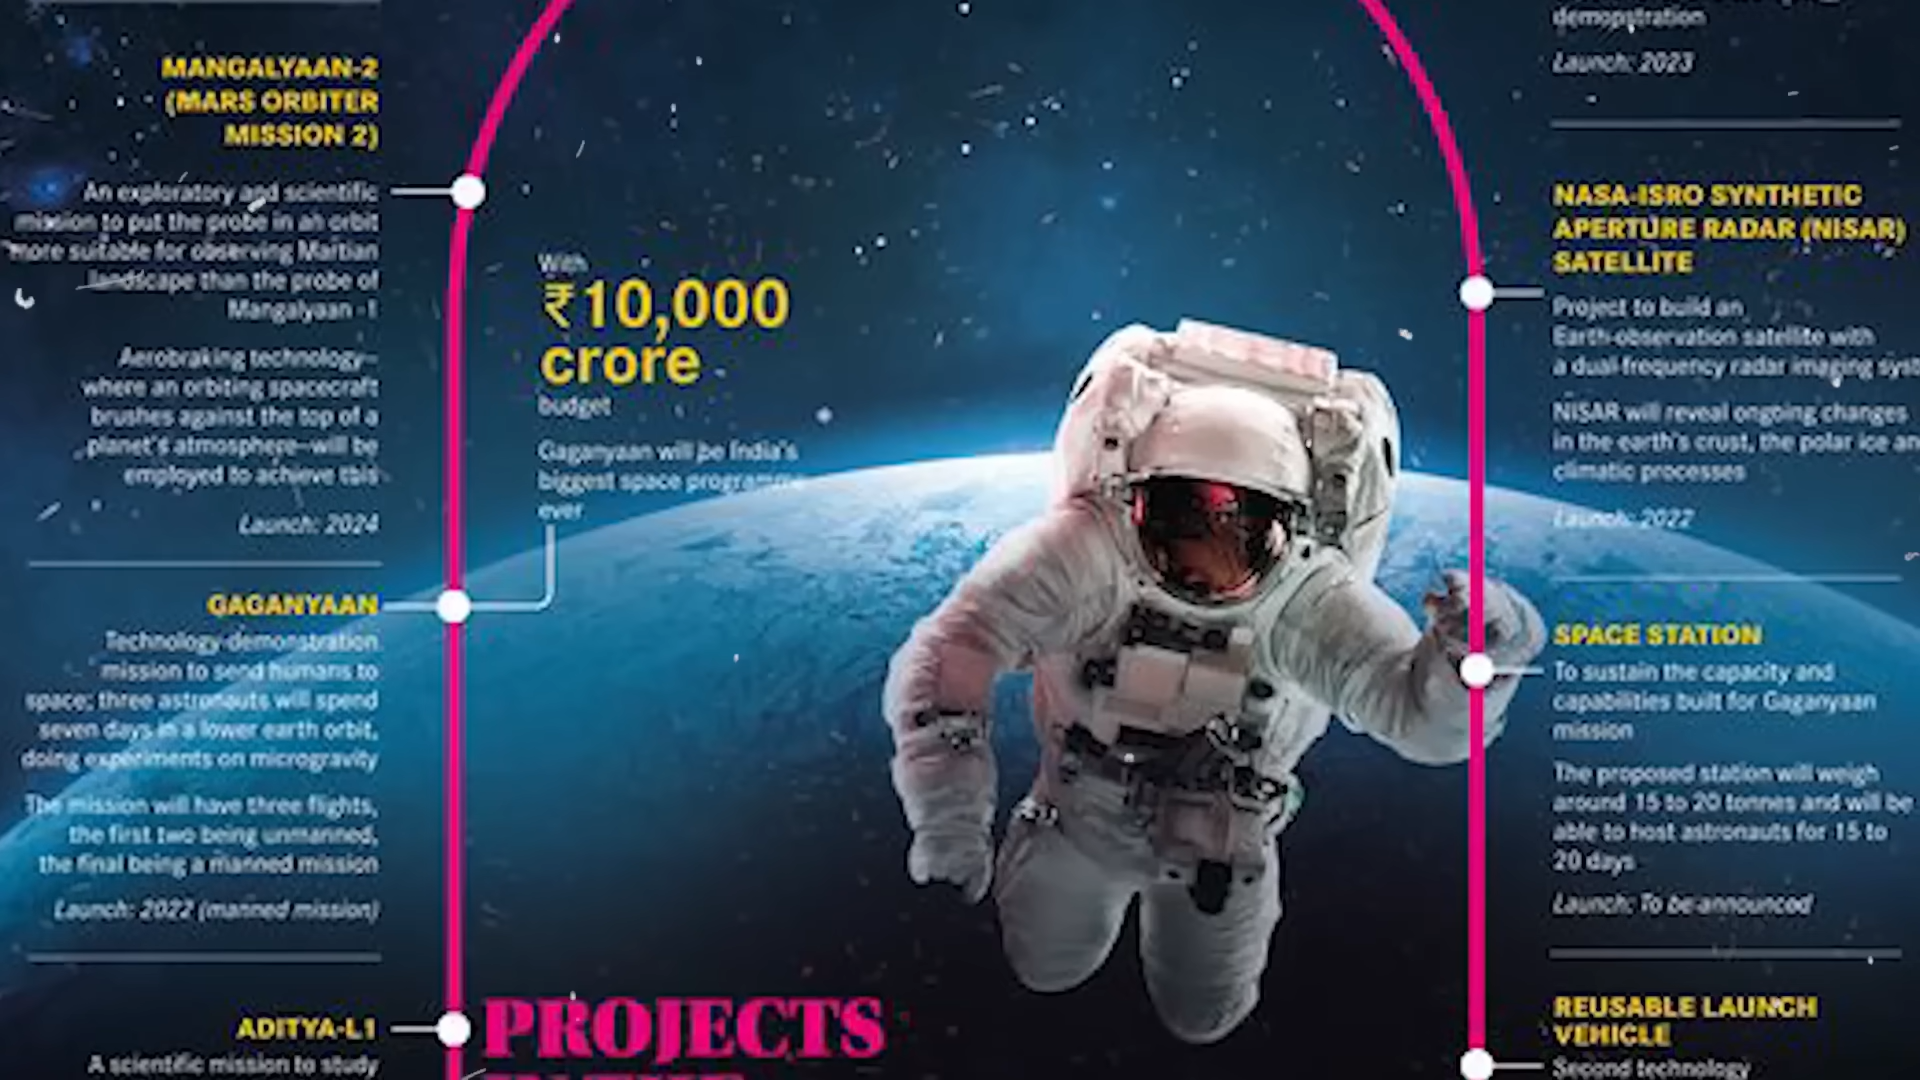 MANGALYAAN-2
(MARS ORBITER
MISSION 2)
An exploratory and scientific
mission to put the probe in an orbit
more suitable for observing Martian
landscape than the probe of
Mangalyaan -1
Aerobraking technology—
where an orbiting spacecraft
brushes against the top of a
planet's atmosphere—will be
employed to achieve this
Launch: 2024
GAGANYAAN
Technology-demonstration
mission to send humans to
space; three astronauts will spend
seven days in a lower earth orbit,
doing experiments on microgravity
The mission will have three flights,
the first two being unmanned,
the final being a manned mission
Launch: 2022 (manned mission)
ADITYA-L1
A scientific mission to study
With
₹10,000
crore
budget
Gaganyaan will be India's
biggest space programme
ever
PROJECTS
demonstration
Launch: 2023
NASA-ISRO SYNTHETIC
APERTURE RADAR (NISAR)
SATELLITE
Project to build an
Earth-observation satellite with
a dual-frequency radar imaging syst
NISAR will reveal ongoing changes
in the earth's crust, the polar ice an
climatic processes
Launch: 2022
SPACE STATION
To sustain the capacity and
capabilities built for Gaganyaan
mission
The proposed station will weigh
around 15 to 20 tonnes and will be
able to host astronauts for 15 to
20 days
Launch: To be announced
REUSABLE LAUNCH
VEHICLE
Second technology